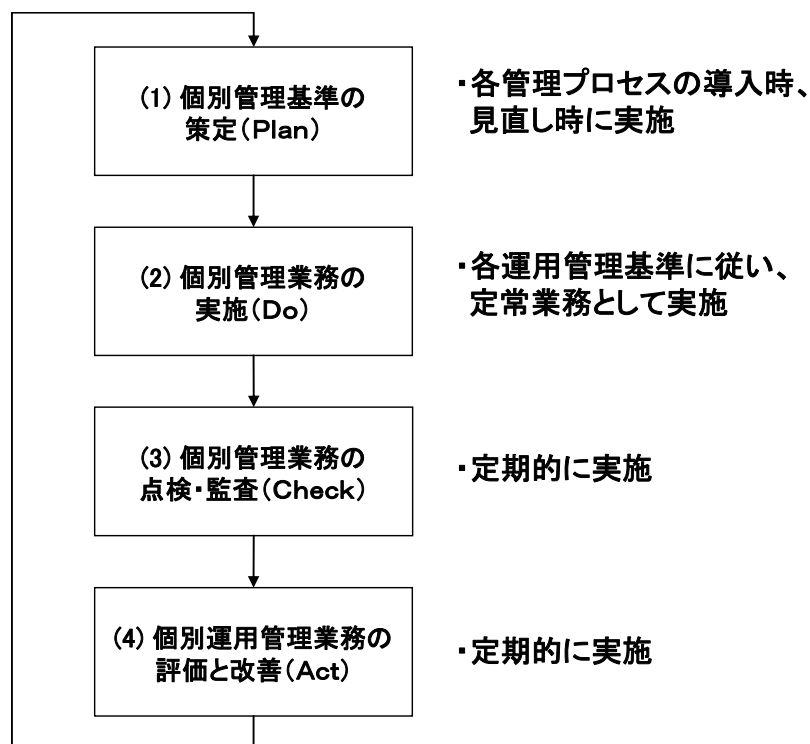 (1) 個別管理基準の
策定(Plan)
・各管理プロセスの導入時、
見直し時に実施
(2) 個別管理業務の
実施(Do)
・各運用管理基準に従い、
定常業務として実施
(3) 個別管理業務の
点検・監査(Check)
・定期的に実施
(4) 個別運用管理業務の
評価と改善(Act)
・定期的に実施